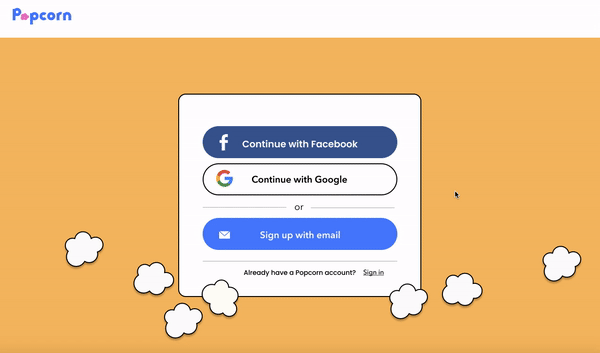 Popcorn
Continue with Facebook
Continue with Google
or
Sign up with email
Already have a Popcorn account? Sign in